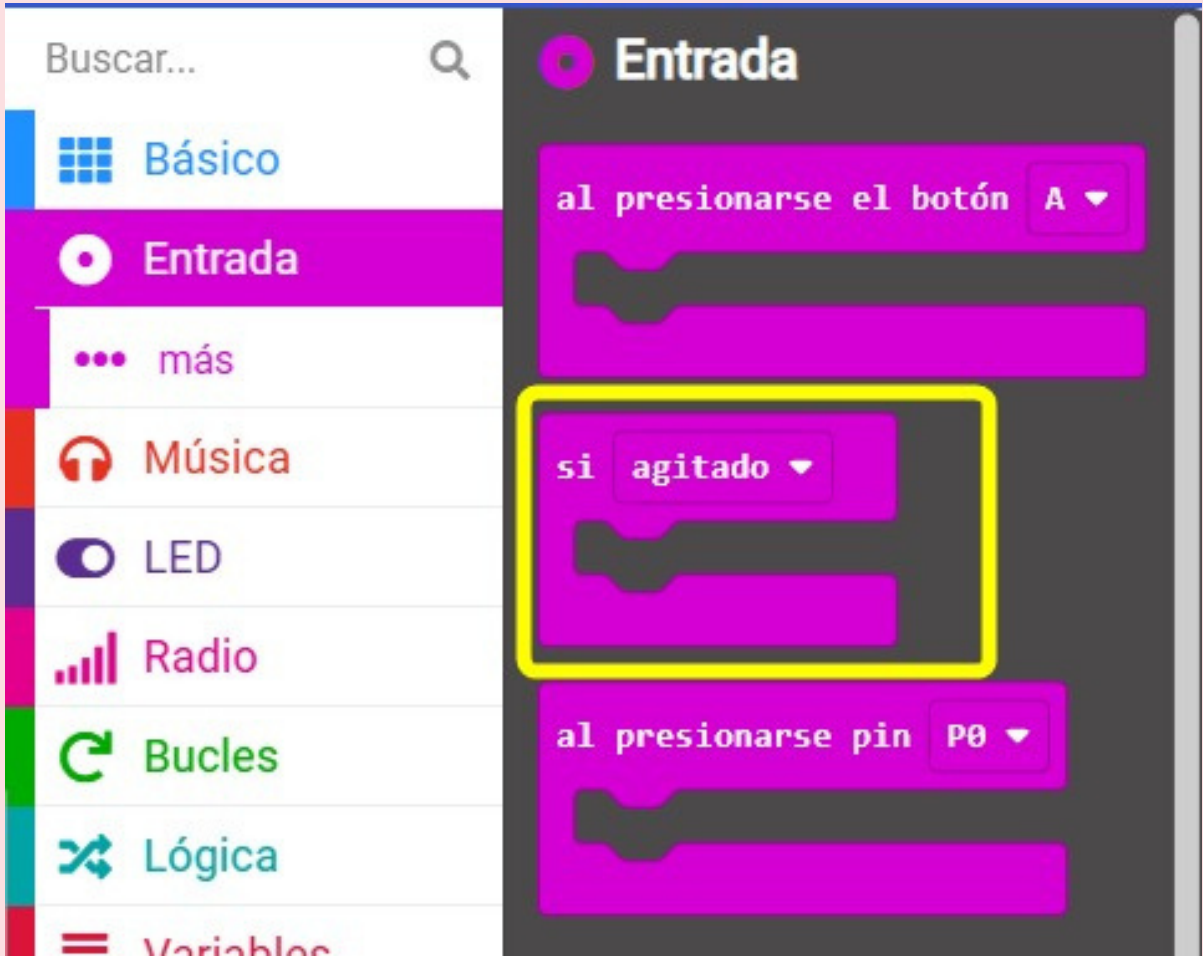 Buscar...
Básico
Entrada
más
Música
LED
Radio
Bucles
Lógica
Variables
Entrada
al presionarse el botón A
si agitado
al presionarse pin P0